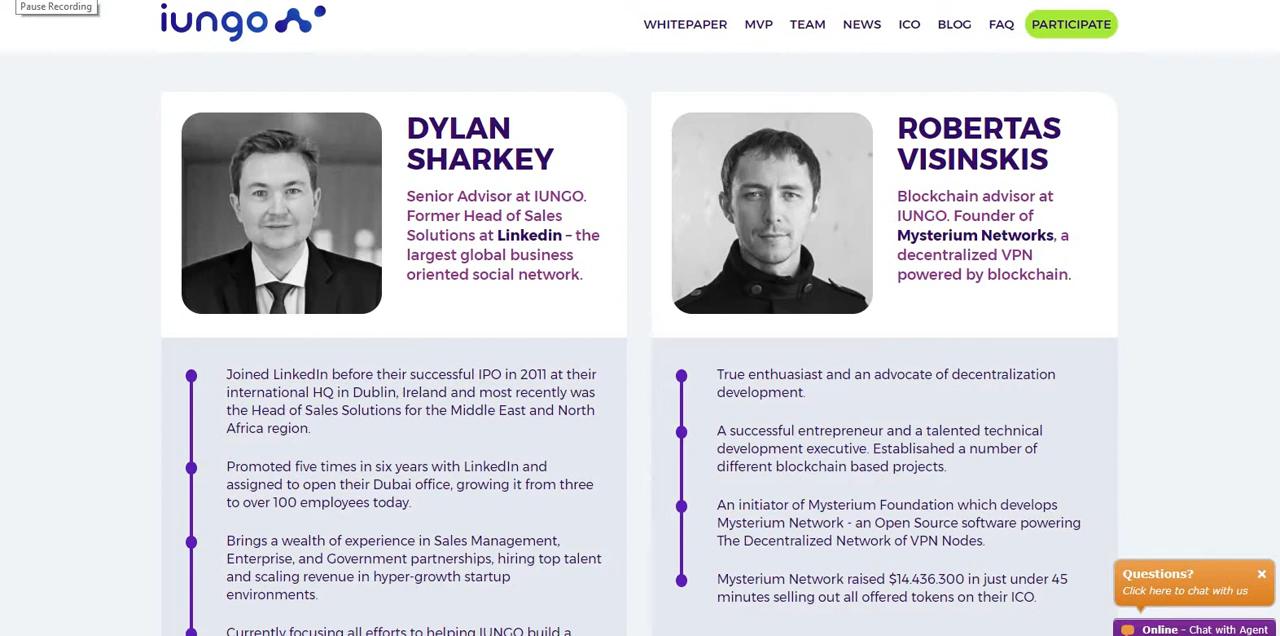 Pause Recording
iungo
WHITEPAPER MVP TEAM NEWS ICO BLOG FAQ PARTICIPATE
DYLAN
SHARKEY
Senior Advisor at IUNGO.
Former Head of Sales
Solutions at Linkedin – the
largest global business
oriented social network.
Joined LinkedIn before their successful IPO in 2011 at their
international HQ in Dublin, Ireland and most recently was
the Head of Sales Solutions for the Middle East and North
Africa region.
Promoted five times in six years with LinkedIn and
assigned to open their Dubai office, growing it from three
to over 100 employees today.
Brings a wealth of experience in Sales Management,
Enterprise, and Government partnerships, hiring top talent
and scaling revenue in hyper-growth startup
environments.
Currently focusing all efforts to helping IUNGO build a
ROBERTAS
VISINSKIS
Blockchain advisor at
IUNGO. Founder of
Mysterium Networks, a
decentralized VPN
powered by blockchain.
True enthusiast and an advocate of decentralization
development.
A successful entrepreneur and a talented technical
development executive. Establisahed a number of
different blockchain based projects.
An initiator of Mysterium Foundation which develops
Mysterium Network - an Open Source software powering
The Decentralized Network of VPN Nodes.
Mysterium Network raised $14.436.300 in just under 45
minutes selling out all offered tokens on their ICO.
Questions?
Click here to chat with us
Online - Chat with Agent